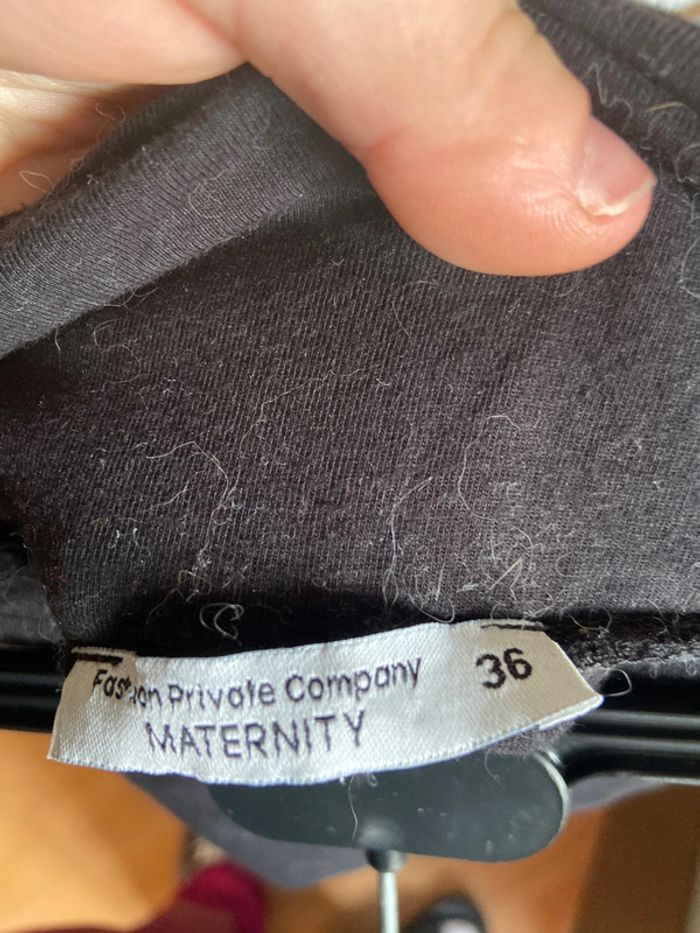 Fashion Private Company 36
MATERNITY